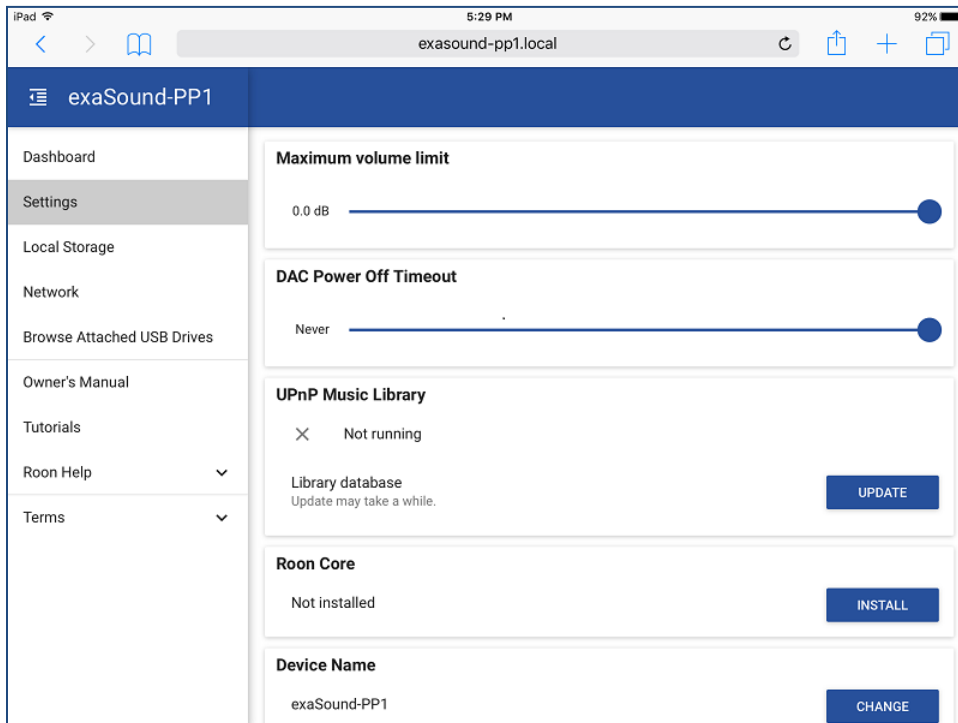 iPad 5:29 PM 92%
exasound-pp1.local
exaSound-PP1
Dashboard
Settings
Local Storage
Network
Browse Attached USB Drives
Owner's Manual
Tutorials
Roon Help
Terms
Maximum volume limit
0.0 dB
DAC Power Off Timeout
Never
UPnP Music Library
Not running
Library database
Update may take a while.
UPDATE
Roon Core
Not installed
INSTALL
Device Name
exaSound-PP1
CHANGE